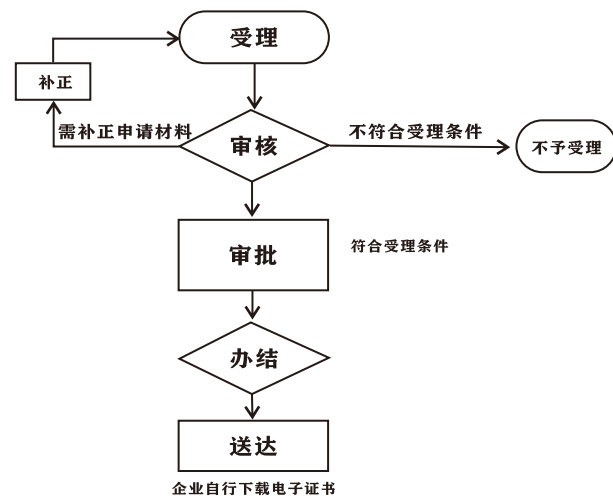 受理
补正
需补正申请材料
审核
不符合受理条件
不予受理
审批
符合受理条件
办结
送达
企业自行下载电子证书